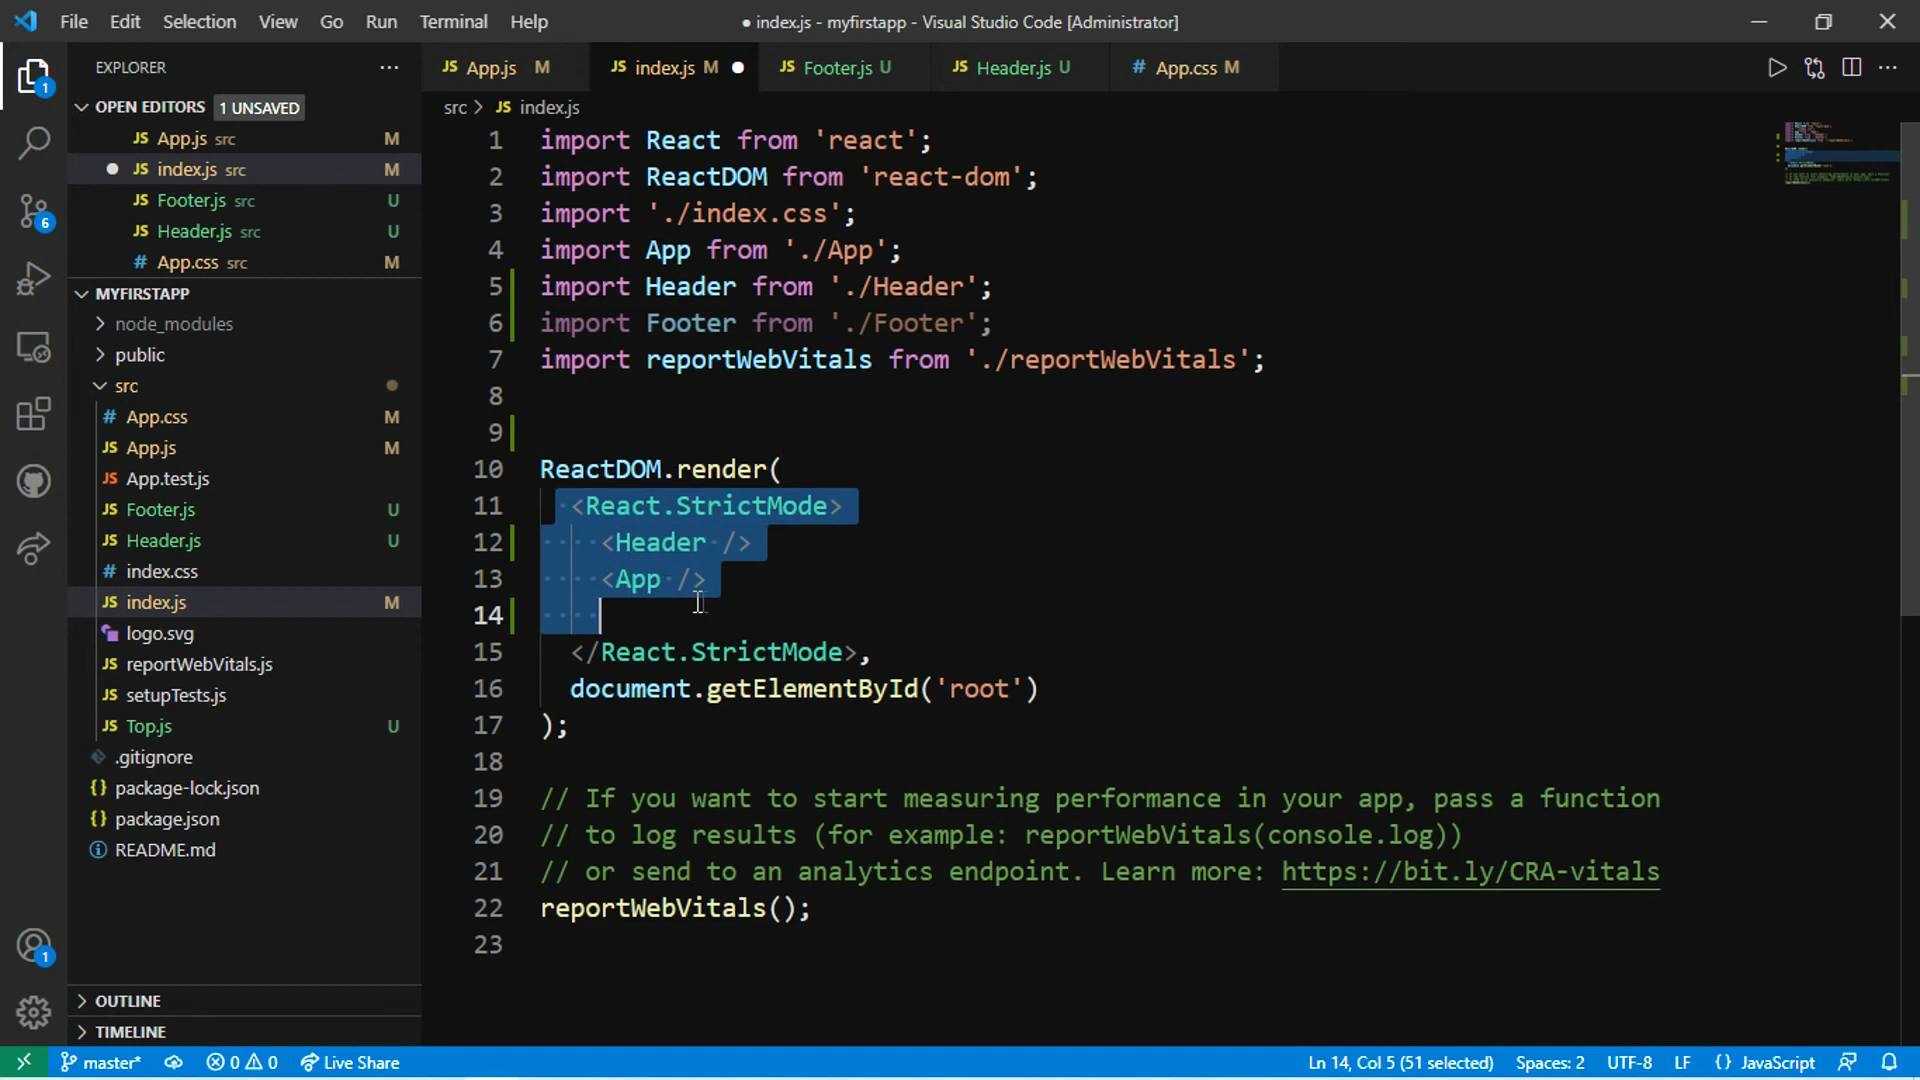 File Edit Selection View Go Run Terminal Help
● index.js - myfirstapp - Visual Studio Code [Administrator]
EXPLORER
OPEN EDITORS 1 UNSAVED
JS App.js src M
JS index.js src M
JS Footer.js src U
JS Header.js src U
# App.css src M
MYFIRSTAPP
node_modules
public
src
# App.css M
JS App.js M
JS App.test.js
JS Footer.js U
JS Header.js U
# index.css
JS index.js M
logo.svg
JS reportWebVitals.js
JS setupTests.js
JS Top.js U
.gitignore
{} package-lock.json
{} package.json
README.md
OUTLINE
TIMELINE
1
6
1
JS App.js M
JS index.js M
JS Footer.js U
JS Header.js U
# App.css M
src > JS index.js
1 import React from 'react';
2 import ReactDOM from 'react-dom';
3 import './index.css';
4 import App from './App';
5 import Header from './Header';
6 import Footer from './Footer';
7 import reportWebVitals from './reportWebVitals';
8
9
10 ReactDOM.render(
11 <React.StrictMode>
12 <Header />
13 <App />
14
15 </React.StrictMode>,
16 document.getElementById('root')
17 );
18
19 // If you want to start measuring performance in your app, pass a function
20 // to log results (for example: reportWebVitals(console.log))
21 // or send to an analytics endpoint. Learn more: https://bit.ly/CRA-vitals
22 reportWebVitals();
23
master* 0 0 Live Share
Ln 14, Col 5 (51 selected) Spaces: 2 UTF-8 LF {} JavaScript